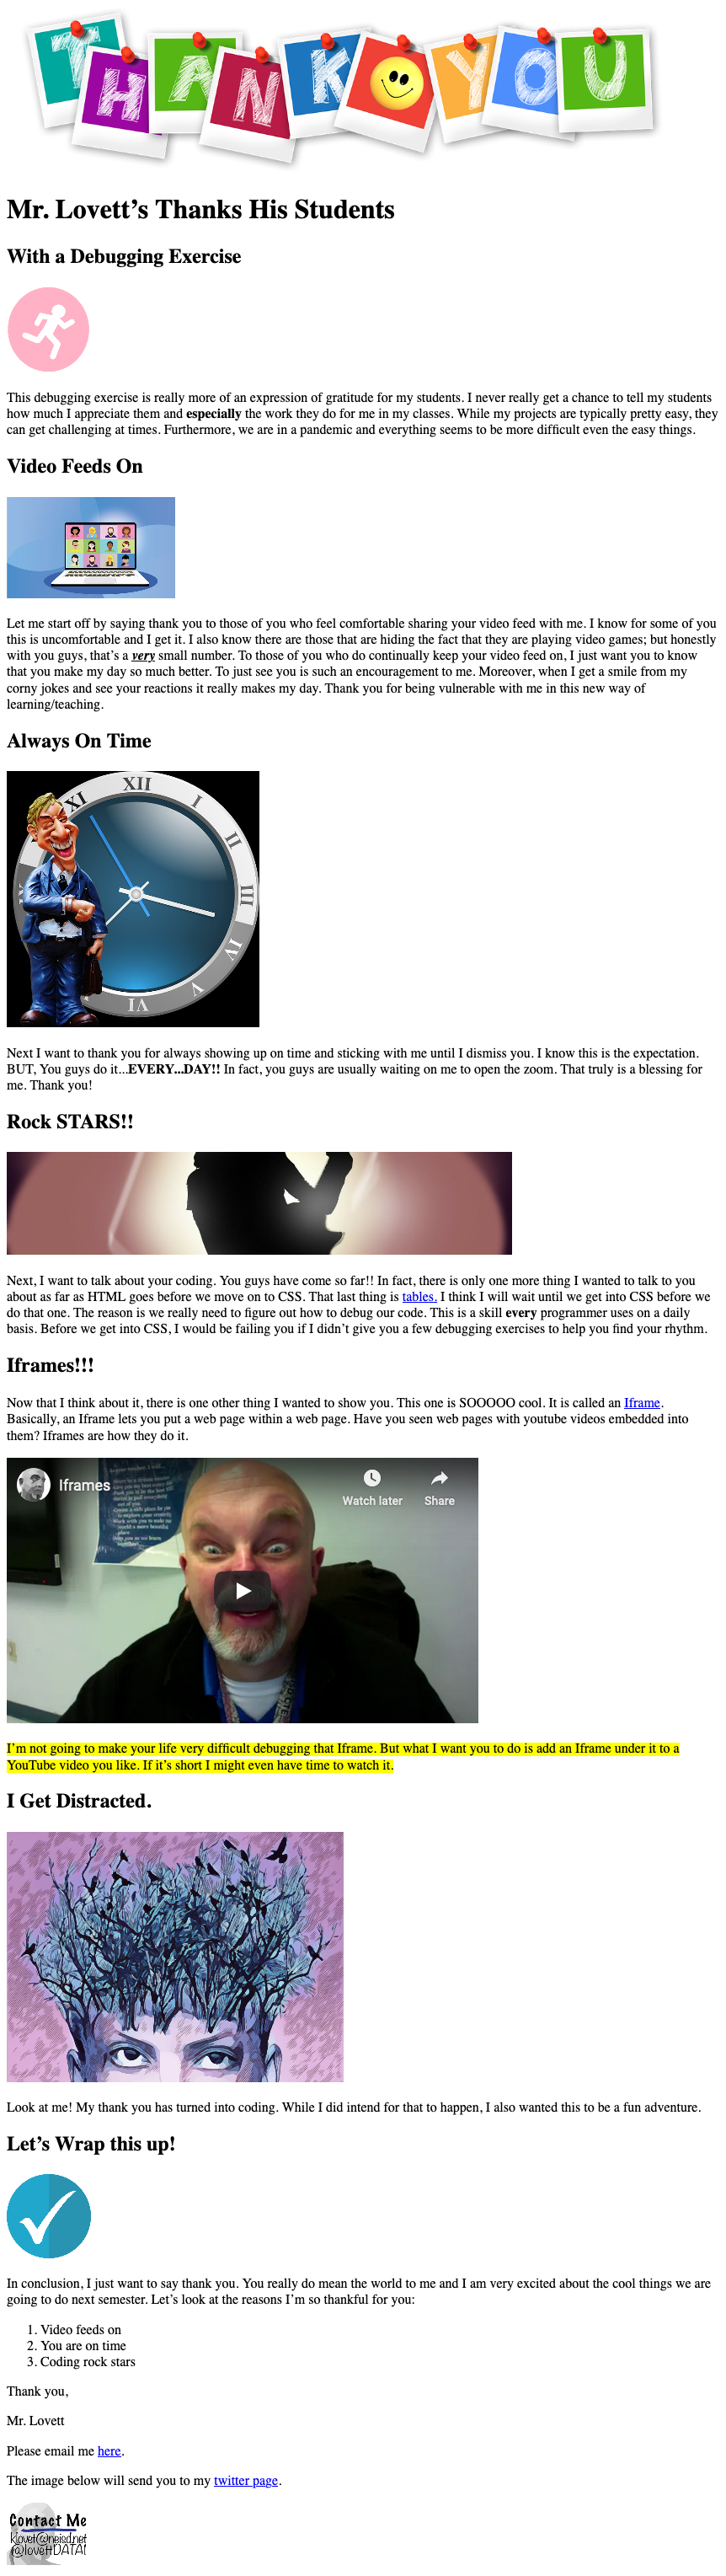 THANK YOU
Mr. Lovett’s Thanks His Students
With a Debugging Exercise
This debugging exercise is really more of an expression of gratitude for my students. I never really get a chance to tell my students
how much I appreciate them and especially the work they do for me in my classes. While my projects are typically pretty easy, they
can get challenging at times. Furthermore, we are in a pandemic and everything seems to be more difficult even the easy things.
Video Feeds On
Let me start off by saying thank you to those of you who feel comfortable sharing your video feed with me. I know for some of you
this is uncomfortable and I get it. I also know there are those that are hiding the fact that they are playing video games; but honestly
with you guys, that’s a very small number. To those of you who do continually keep your video feed on, I just want you to know
that you make my day so much better. To just see you is such an encouragement to me. Moreover, when I get a smile from my
corny jokes and see your reactions it really makes my day. Thank you for being vulnerable with me in this new way of
learning/teaching.
Always On Time
XI XII I II III IV V VI
Next I want to thank you for always showing up on time and sticking with me until I dismiss you. I know this is the expectation.
BUT, You guys do it...EVERY...DAY!! In fact, you guys are usually waiting on me to open the zoom. That truly is a blessing for
me. Thank you!
Rock STARS!!
Next, I want to talk about your coding. You guys have come so far!! In fact, there is only one more thing I wanted to talk to you
about as far as HTML goes before we move on to CSS. That last thing is tables. I think I will wait until we get into CSS before we
do that one. The reason is we really need to figure out how to debug our code. This is a skill every programmer uses on a daily
basis. Before we get into CSS, I would be failing you if I didn’t give you a few debugging exercises to help you find your rhythm.
Iframes!!!
Now that I think about it, there is one other thing I wanted to show you. This one is SOOOOO cool. It is called an Iframe.
Basically, an Iframe lets you put a web page within a web page. Have you seen web pages with youtube videos embedded into
them? Iframes are how they do it.
Iframes
Watch later Share
I’m not going to make your life very difficult debugging that Iframe. But what I want you to do is add an Iframe under it to a
YouTube video you like. If it’s short I might even have time to watch it.
I Get Distracted.
Look at me! My thank you has turned into coding. While I did intend for that to happen, I also wanted this to be a fun adventure.
Let’s Wrap this up!
In conclusion, I just want to say thank you. You really do mean the world to me and I am very excited about the cool things we are
going to do next semester. Let’s look at the reasons I’m so thankful for you:
1. Video feeds on
2. You are on time
3. Coding rock stars
Thank you,
Mr. Lovett
Please email me here.
The image below will send you to my twitter page.
Contact Me
klovet@neisd.net
@lovettDATA1